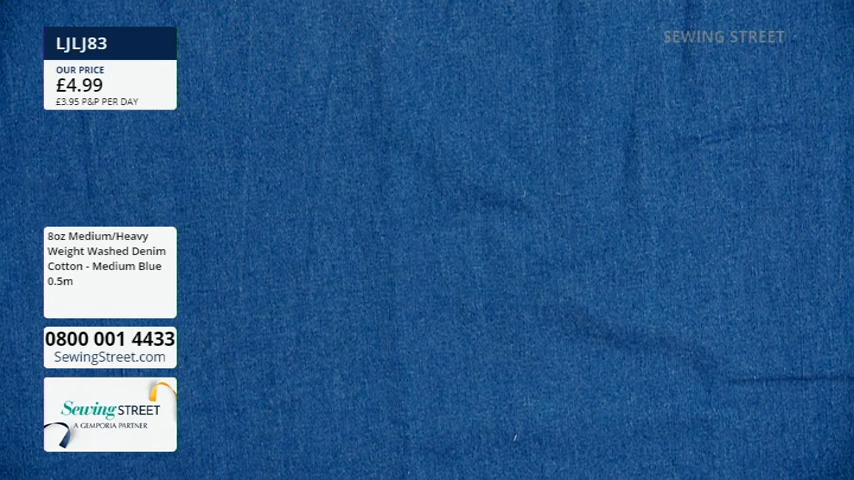 LJLJ83
SEWING STREET
OUR PRICE
£4.99
£3.95 P&P PER DAY
8oz Medium/Heavy
Weight Washed Denim
Cotton - Medium Blue
0.5m
0800 001 4433
SewingStreet.com
Sewing STREET
A GEMPORIA PARTNER